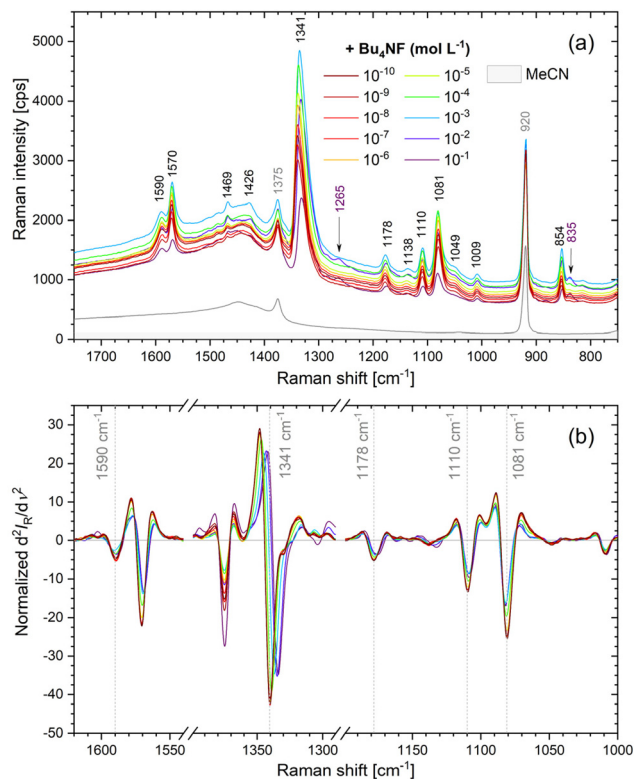 (a)
+ Bu₄NF (mol L⁻¹)
10⁻¹⁰
10⁻⁹
10⁻⁸
10⁻⁷
10⁻⁶
10⁻⁵
10⁻⁴
10⁻³
10⁻²
10⁻¹
MeCN
1590
1570
1469
1426
1375
1341
1265
1178
1138
1110
1081
1049
1009
920
854
835
Raman intensity [cps]
5000
4000
3000
2000
1000
0
1700 1600 1500 1400 1300 1200 1100 1000 900 800
Raman shift [cm⁻¹]
(b)
1590 cm⁻¹
1341 cm⁻¹
1178 cm⁻¹
1110 cm⁻¹
1081 cm⁻¹
Normalized d²I_R/dν²
30
20
10
0
-10
-20
-30
-40
-50
1600 1550 1350 1300 1150 1100 1050 1000
Raman shift [cm⁻¹]